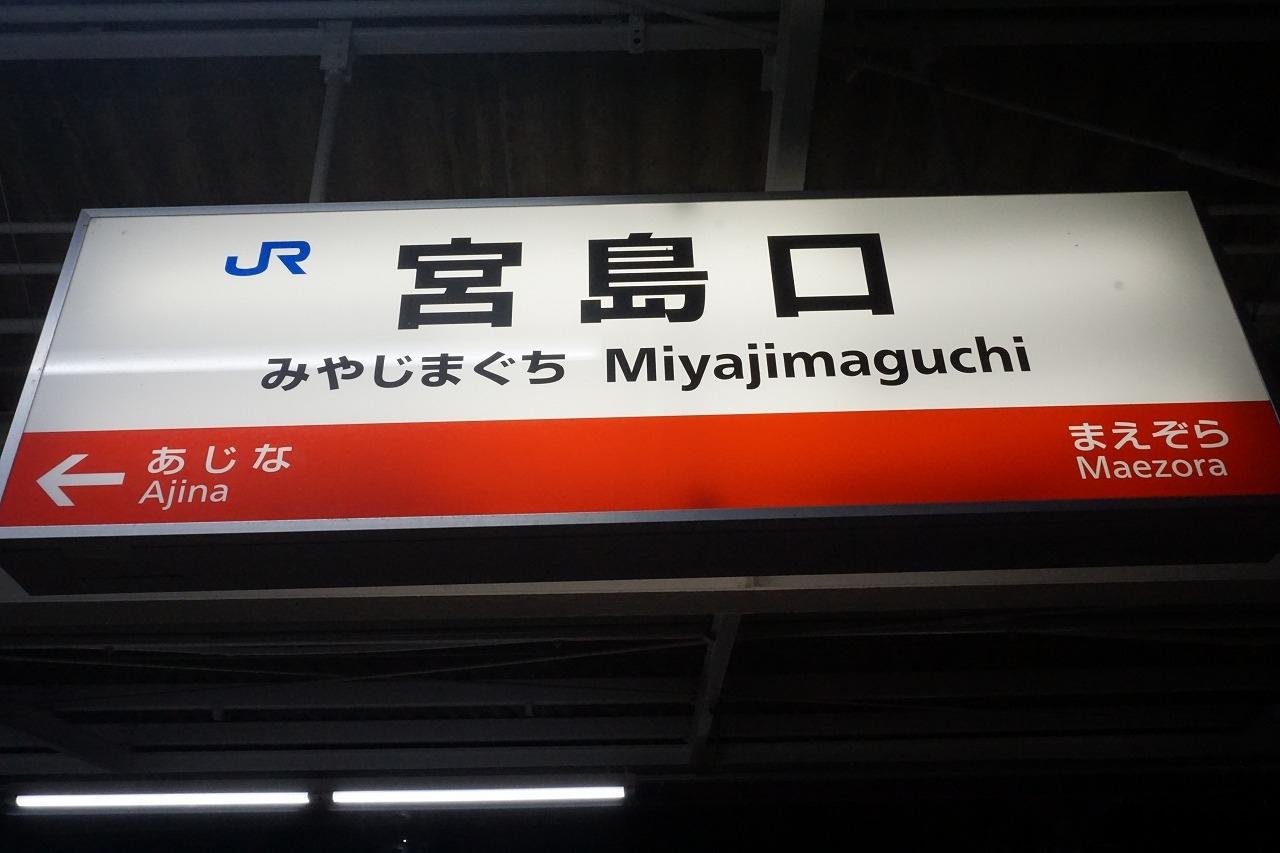 JR 宮島口
みやじまぐち Miyajimaguchi
← あじな
Ajina
まえぞら
Maezora